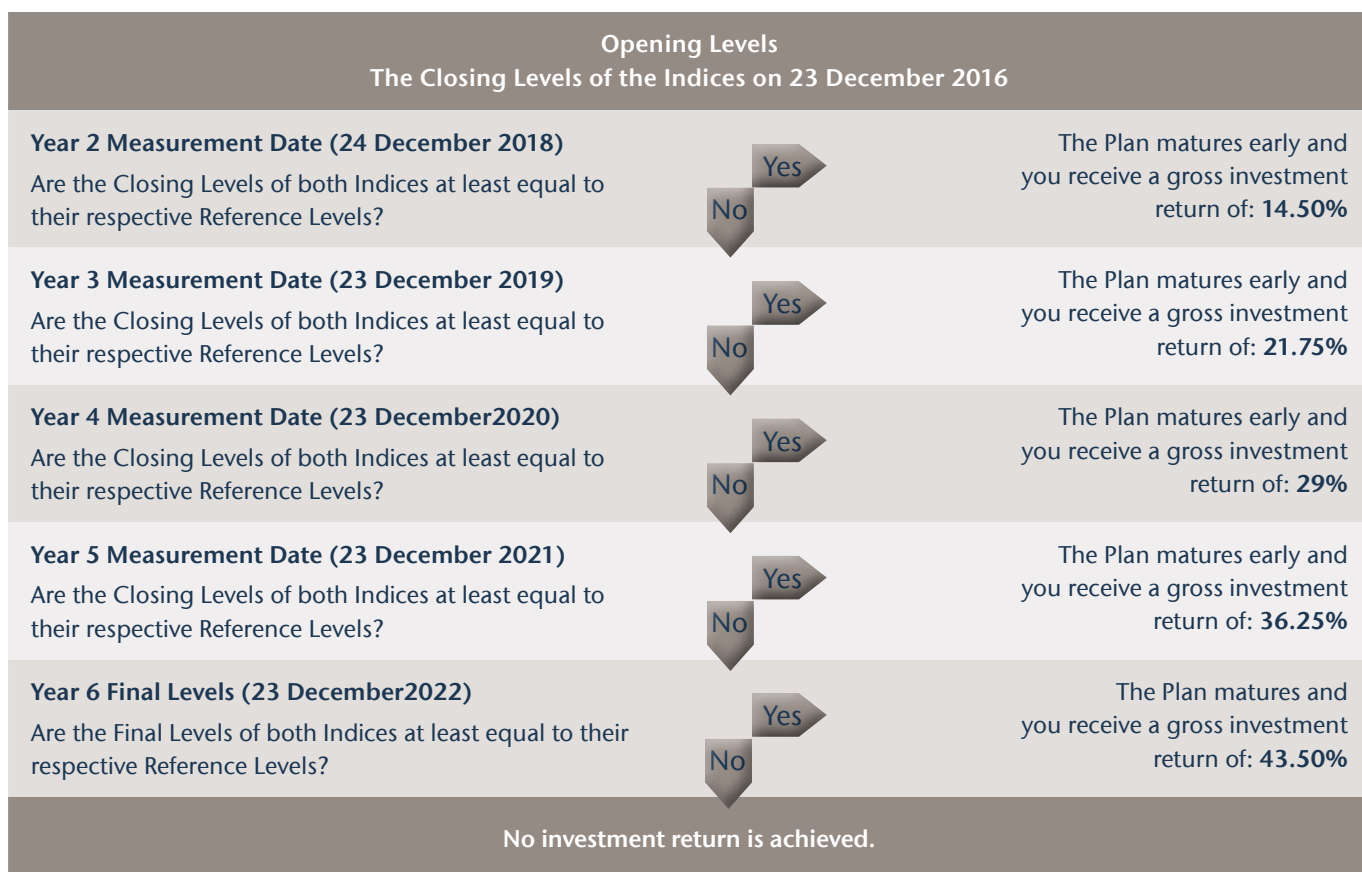 Opening Levels
The Closing Levels of the Indices on 23 December 2016
Year 2 Measurement Date (24 December 2018)
Are the Closing Levels of both Indices at least equal to
their respective Reference Levels?
Yes
No
The Plan matures early and
you receive a gross investment
return of: 14.50%
Year 3 Measurement Date (23 December 2019)
Are the Closing Levels of both Indices at least equal to
their respective Reference Levels?
Yes
No
The Plan matures early and
you receive a gross investment
return of: 21.75%
Year 4 Measurement Date (23 December2020)
Are the Closing Levels of both Indices at least equal to
their respective Reference Levels?
Yes
No
The Plan matures early and
you receive a gross investment
return of: 29%
Year 5 Measurement Date (23 December 2021)
Are the Closing Levels of both Indices at least equal to
their respective Reference Levels?
Yes
No
The Plan matures early and
you receive a gross investment
return of: 36.25%
Year 6 Final Levels (23 December2022)
Are the Final Levels of both Indices at least equal to their
respective Reference Levels?
Yes
No
The Plan matures and
you receive a gross investment
return of: 43.50%
No investment return is achieved.